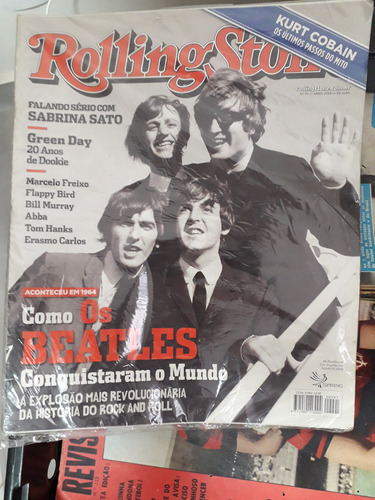 KURT COBAIN
OS ÚLTIMOS PASSOS DO MITO
Rolling Ston
FALANDO SÉRIO COM
SABRINA SATO
Green Day
20 Anos
de Dookie
Marcelo Freixo
Flappy Bird
Bill Murray
Abba
Tom Hanks
Erasmo Carlos
ACONTECEU EM 1964
Como Os
BEATLES
Conquistaram o Mundo
A EXPLOSÃO MAIS REVOLUCIONÁRIA
DA HISTÓRIA DO ROCK AND ROLL
SPRING
REVIS